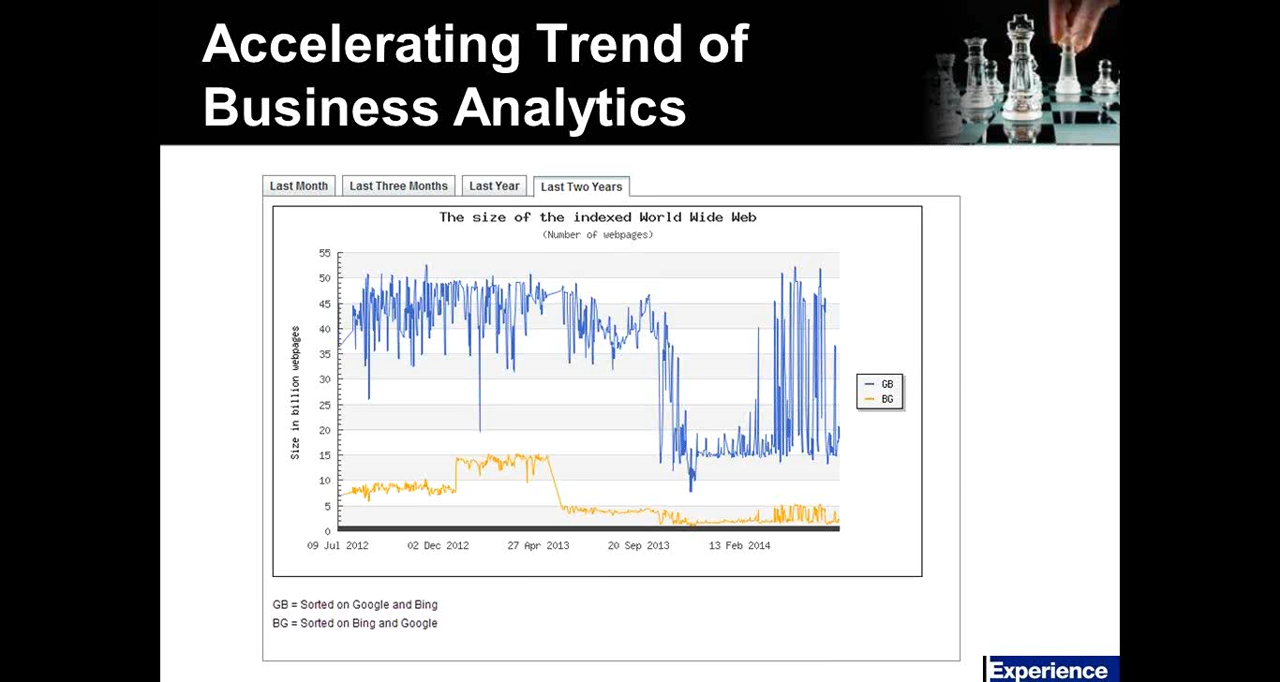 Accelerating Trend of
Business Analytics
Last Month
Last Three Months
Last Year
Last Two Years
The size of the indexed World Wide Web
(Number of webpages)
Size in billion webpages
55
50
45
40
35
30
25
20
15
10
5
0
09 Jul 2012
02 Dec 2012
27 Apr 2013
20 Sep 2013
13 Feb 2014
GB
BG
GB = Sorted on Google and Bing
BG = Sorted on Bing and Google
Experience